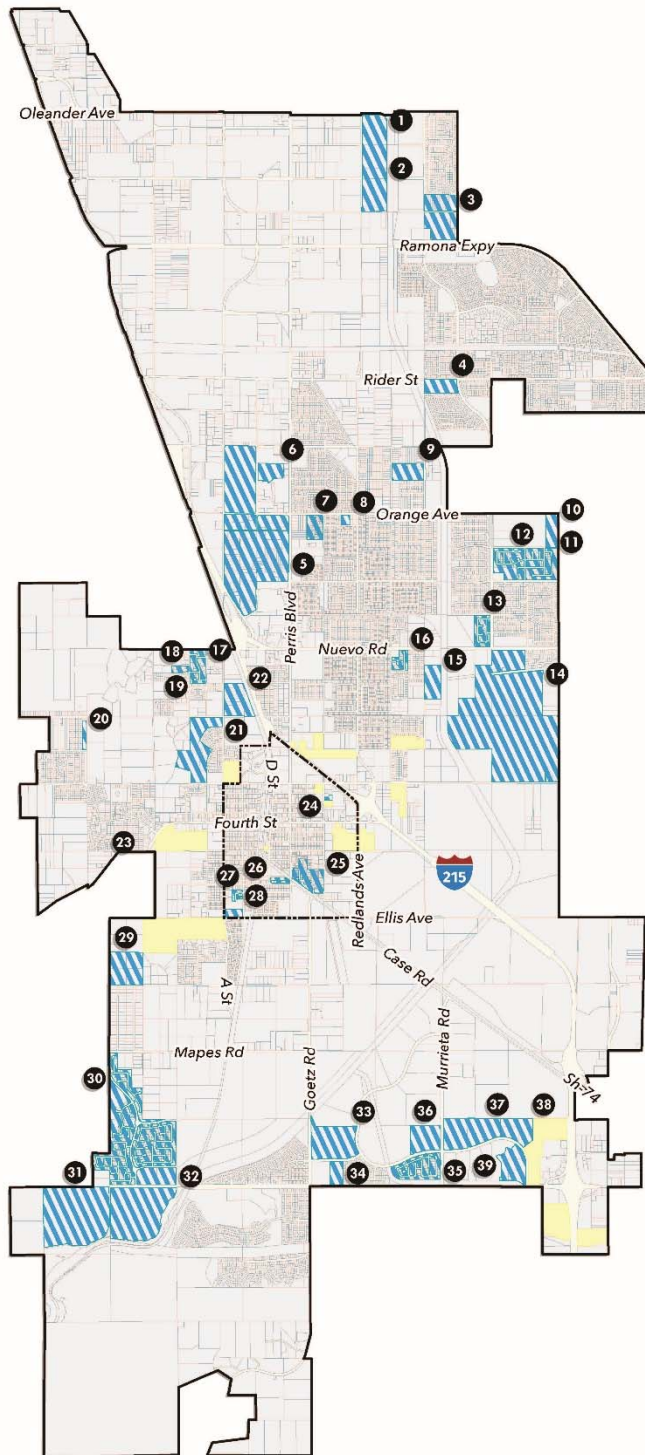 1
Oleander Ave
2
3
Ramona Expy
4
Rider St
6
9
7
8
10
Orange Ave
12
11
5
13
Perris Blvd
16
18
17
Nuevo Rd
15
19
22
14
20
21
D St
24
Fourth St
23
25
26
27
215
28
Redlands Ave
Ellis Ave
29
A St
Case Rd
Mapes Rd
Goetz Rd
Murrieta Rd
30
Sh-74
33
36
37
38
31
32
34
35
39